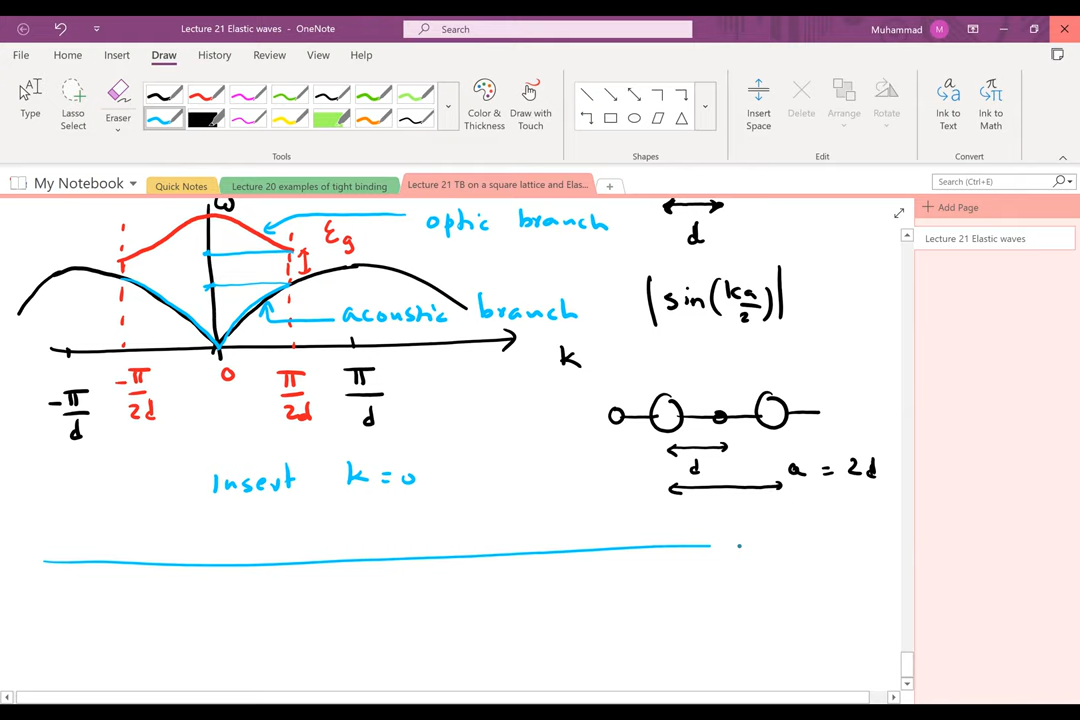 Lecture 21 Elastic waves - OneNote
Search
Muhammad
M
File Home Insert Draw History Review View Help
Type
Lasso Select
Eraser
Color & Thickness
Draw with Touch
Insert Space
Delete
Arrange
Rotate
Ink to Text
Ink to Math
Tools
Shapes
Edit
Convert
My Notebook
Quick Notes
Lecture 20 examples of tight binding
Lecture 21 TB on a square lattice and Elas...
Search (Ctrl+E)
Add Page
Lecture 21 Elastic waves
ω
optic branch
d
εg
|sin(ka/2)|
acoustic branch
k
-π/d
-π/2d
0
π/2d
π/d
d
a = 2d
Insert k = 0